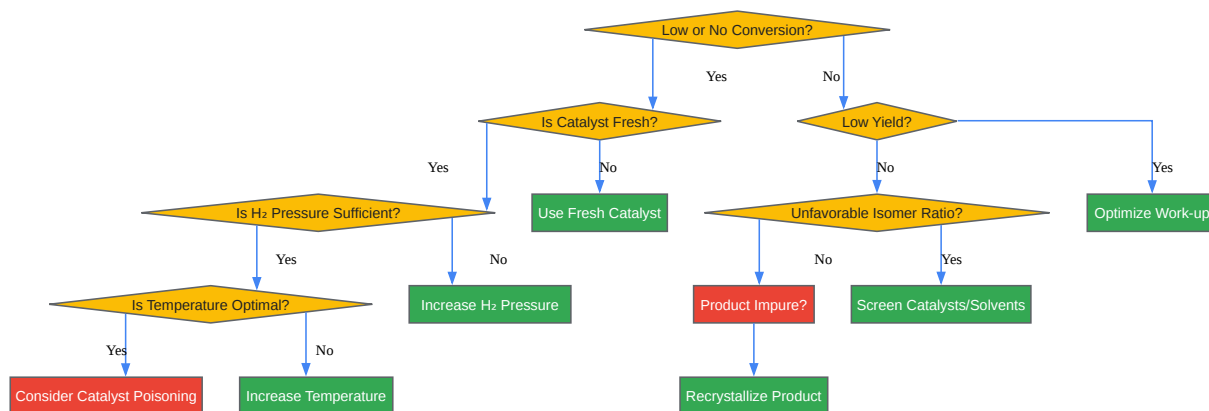 Low or No Conversion?
Yes
No
Is Catalyst Fresh?
Low Yield?
Yes
No
No
Yes
Is H₂ Pressure Sufficient?
Use Fresh Catalyst
Unfavorable Isomer Ratio?
Optimize Work-up
Yes
No
No
Yes
Is Temperature Optimal?
Increase H₂ Pressure
Product Impure?
Screen Catalysts/Solvents
Yes
No
Consider Catalyst Poisoning
Increase Temperature
Recrystallize Product